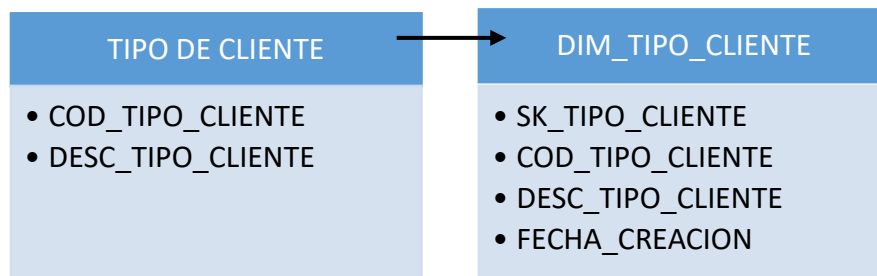 TIPO DE CLIENTE
• COD_TIPO_CLIENTE
• DESC_TIPO_CLIENTE
DIM_TIPO_CLIENTE
• SK_TIPO_CLIENTE
• COD_TIPO_CLIENTE
• DESC_TIPO_CLIENTE
• FECHA_CREACION